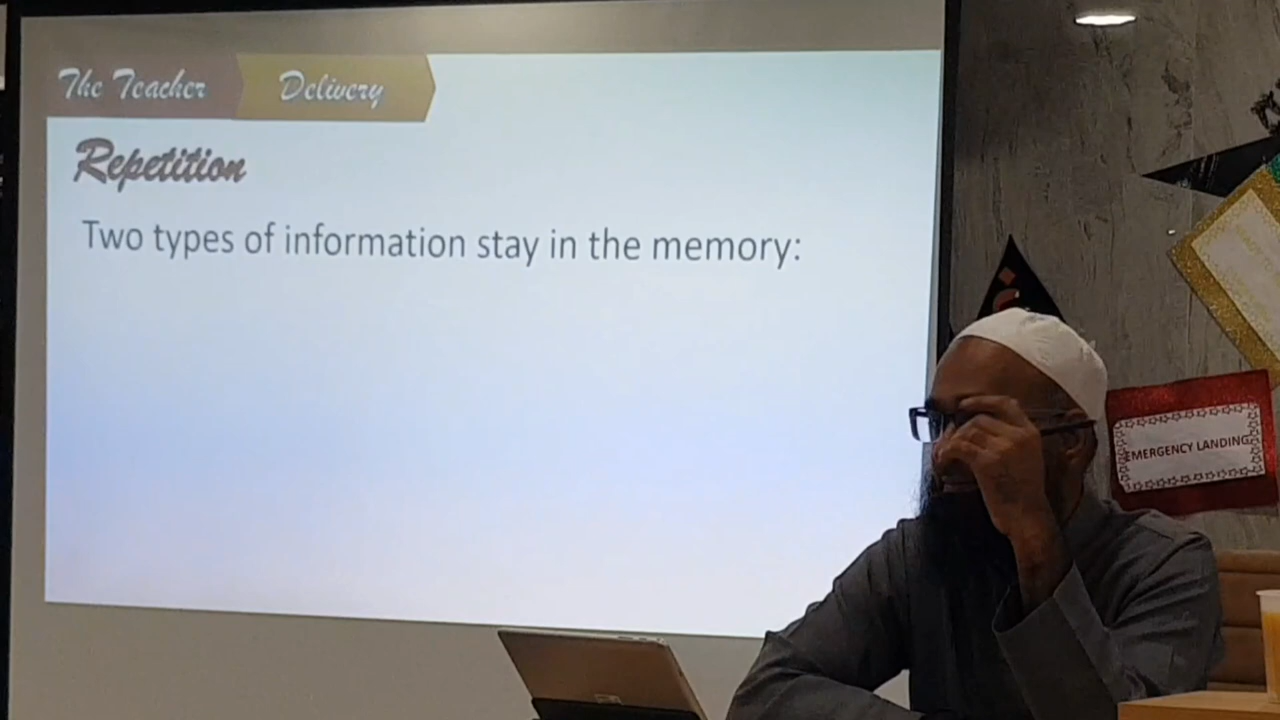 The Teacher
Delivery
Repetition
Two types of information stay in the memory:
EMERGENCY LANDING